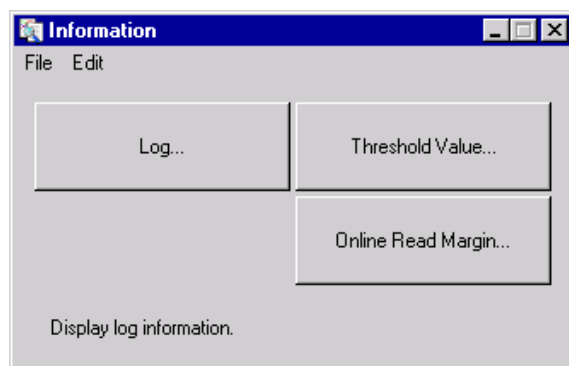 Information
File Edit
Log...
Threshold Value...
Online Read Margin...
Display log information.